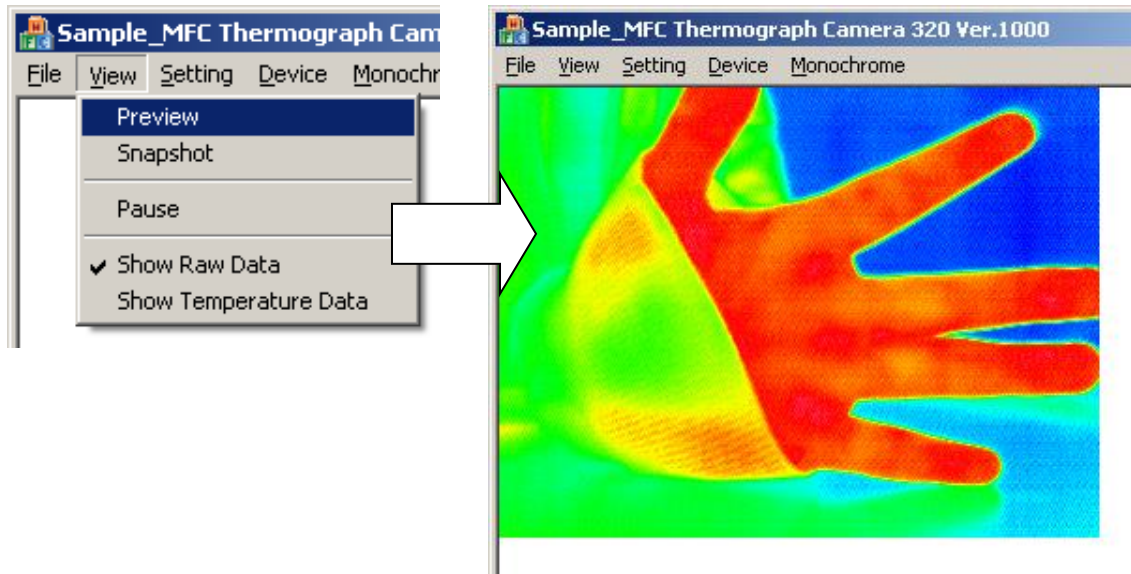 Sample_MFC Thermograph Cam
File View Setting Device Monochr
Preview
Snapshot
Pause
Show Raw Data
Show Temperature Data
Sample_MFC Thermograph Camera 320 Ver.1000
File View Setting Device Monochrome